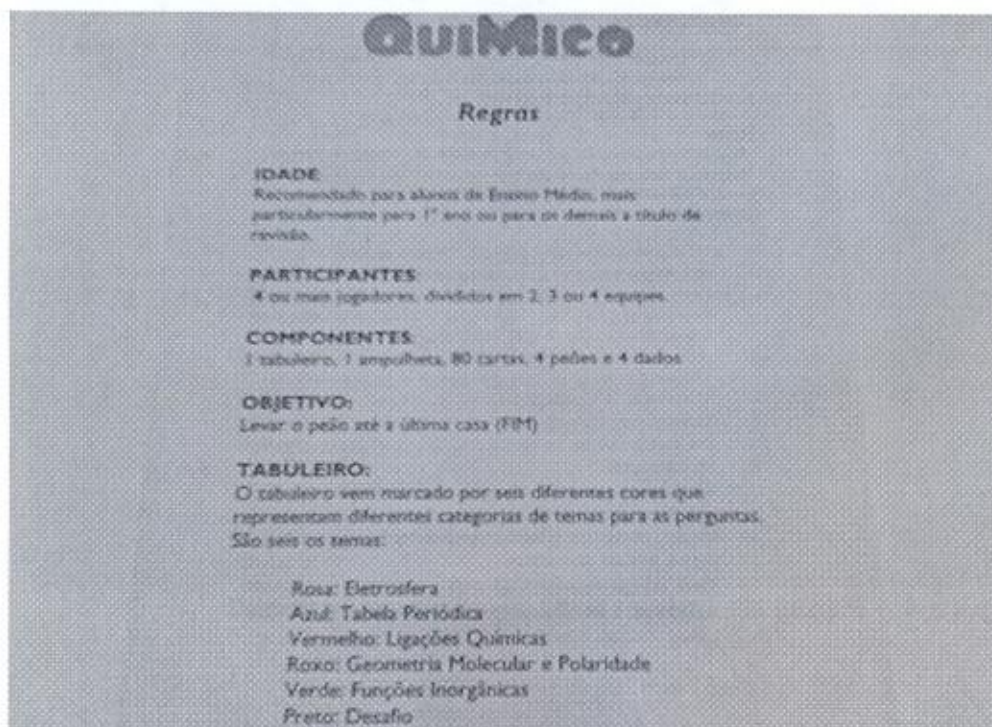 QuiMico
Regras
IDADE
Recomendado para alunos de Ensino Médio, mais
particularmente para 1º ano ou para os demais a título de
revisão.
PARTICIPANTES
4 ou mais jogadores, divididos em 2, 3 ou 4 equipes.
COMPONENTES
1 tabuleiro, 1 ampulheta, 80 cartas, 4 peões e 4 dados
OBJETIVO:
Levar o peão até a última casa (FIM)
TABULEIRO:
O tabuleiro vem marcado por seis diferentes cores que
representam diferentes categorias de temas para as perguntas.
São seis os temas:
Rosa: Eletrosfera
Azul: Tabela Periódica
Vermelho: Ligações Químicas
Roxo: Geometria Molecular e Polaridade
Verde: Funções Inorgânicas
Preto: Desafio